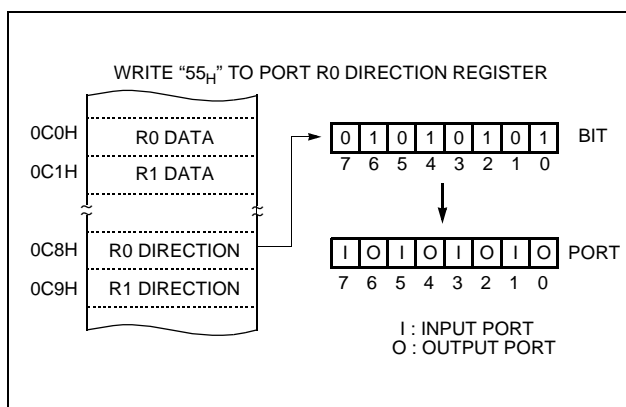 WRITE “55H” TO PORT R0 DIRECTION REGISTER
0C0H R0 DATA 0 1 0 1 0 1 0 1 BIT
0C1H R1 DATA 7 6 5 4 3 2 1 0
0C8H R0 DIRECTION I O I O I O I O PORT
0C9H R1 DIRECTION 7 6 5 4 3 2 1 0
I : INPUT PORT
O : OUTPUT PORT